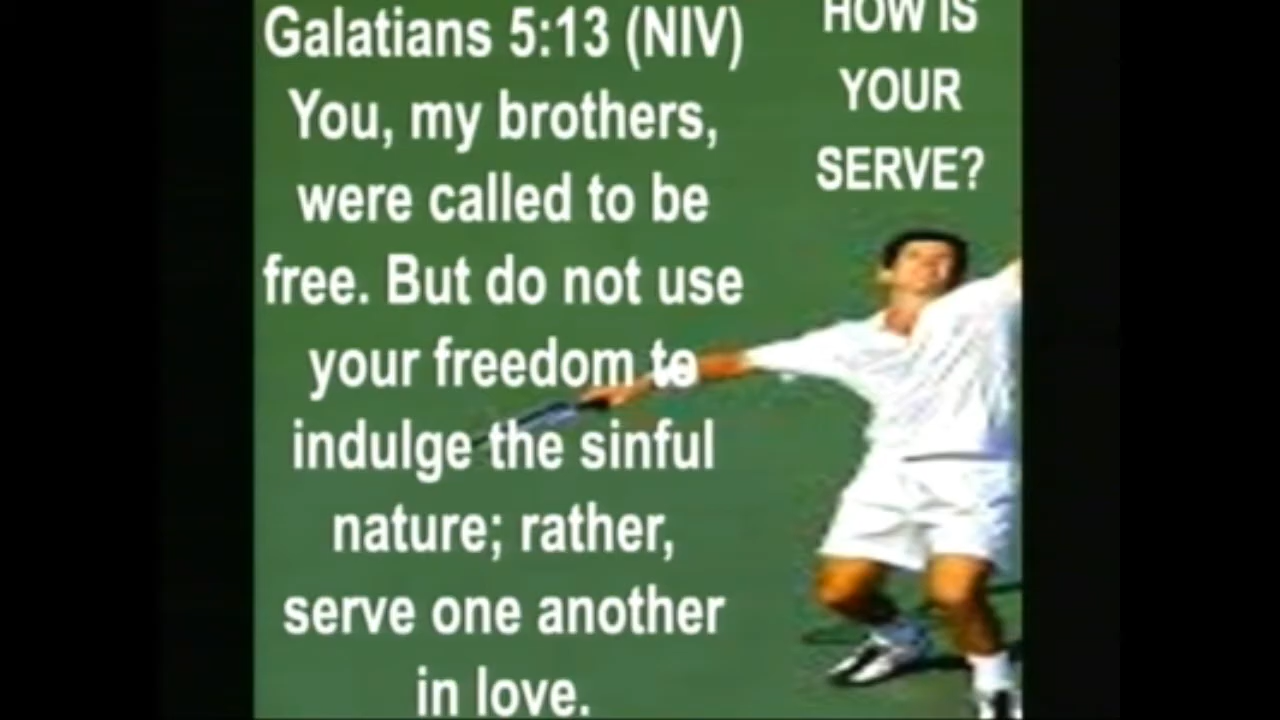 Galatians 5:13 (NIV)
You, my brothers,
were called to be
free. But do not use
your freedom to
indulge the sinful
nature; rather,
serve one another
in love.
HOW IS
YOUR
SERVE?